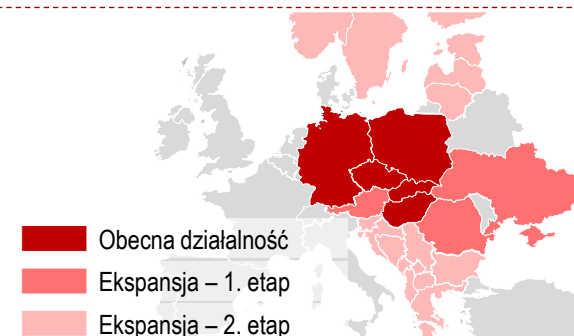 Obecna działalność
Ekspansja – 1. etap
Ekspansja – 2. etap